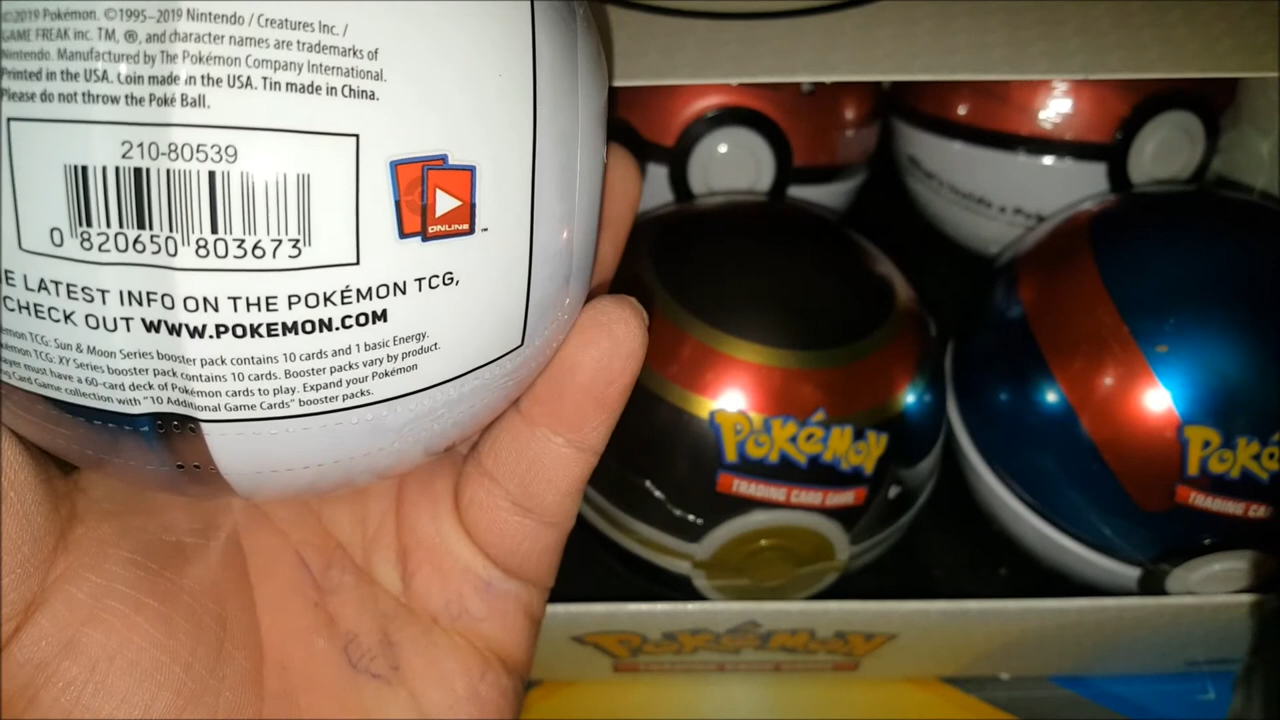 ©2019 Pokémon. ©1995–2019 Nintendo / Creatures Inc. /
GAME FREAK inc. TM, ®, and character names are trademarks of
Nintendo. Manufactured by The Pokémon Company International.
Printed in the USA. Coin made in the USA. Tin made in China.
Please do not throw the Poké Ball.
210-80539
0 820650 803673
ONLINE ™
E LATEST INFO ON THE POKÉMON TCG,
CHECK OUT WWW.POKEMON.COM
émon TCG: Sun & Moon Series booster pack contains 10 cards and 1 basic Energy.
émon TCG: XY Series booster pack contains 10 cards. Booster packs vary by product.
ayer must have a 60-card deck of Pokémon cards to play. Expand your Pokémon
g Card Game collection with "10 Additional Game Cards" booster packs.
POKéMON
TRADING CARD GAME
POKé
TRADING CA
POKéMON